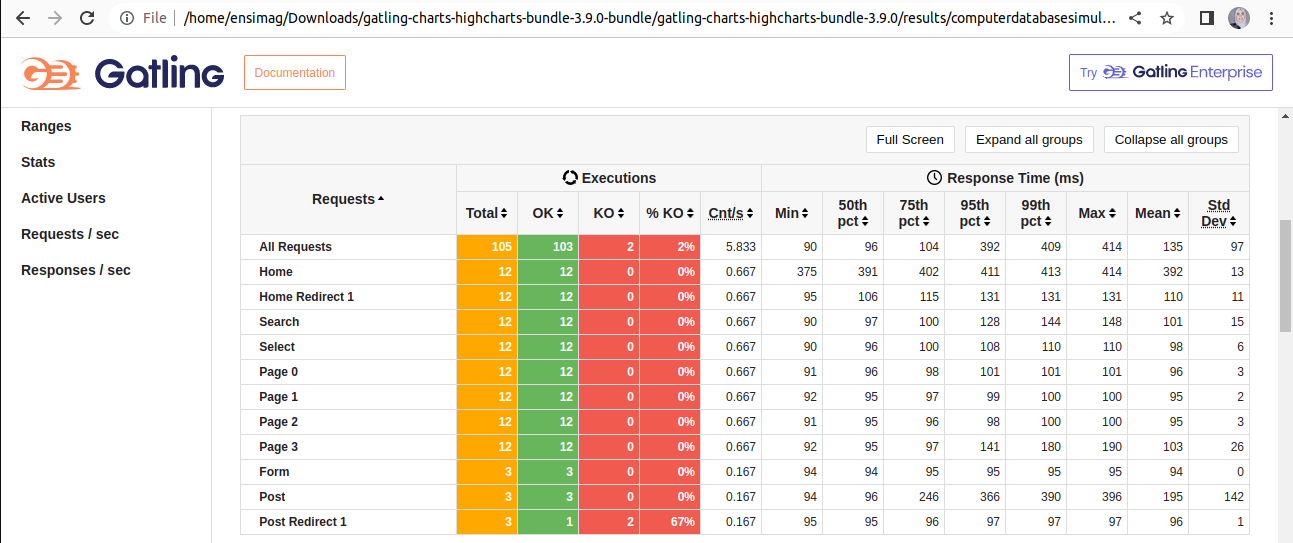 File | /home/ensimag/Downloads/gatling-charts-highcharts-bundle-3.9.0-bundle/gatling-charts-highcharts-bundle-3.9.0/results/computerdatabasesimul...
Gatling Documentation Try Gatling Enterprise
Ranges
Stats
Active Users
Requests / sec
Responses / sec
Full Screen Expand all groups Collapse all groups
Requests Executions Response Time (ms)
Total OK KO % KO Cnt/s Min 50th pct 75th pct 95th pct 99th pct Max Mean Std Dev
All Requests 105 103 2 2% 5.833 90 96 104 392 409 414 135 97
Home 12 12 0 0% 0.667 375 391 402 411 413 414 392 13
Home Redirect 1 12 12 0 0% 0.667 95 106 115 131 131 131 110 11
Search 12 12 0 0% 0.667 90 97 100 128 144 148 101 15
Select 12 12 0 0% 0.667 90 96 100 108 110 110 98 6
Page 0 12 12 0 0% 0.667 91 96 98 101 101 101 96 3
Page 1 12 12 0 0% 0.667 92 95 97 99 100 100 95 2
Page 2 12 12 0 0% 0.667 91 95 96 98 100 100 95 3
Page 3 12 12 0 0% 0.667 92 95 97 141 180 190 103 26
Form 3 3 0 0% 0.167 94 94 95 95 95 95 94 0
Post 3 3 0 0% 0.167 94 96 246 366 390 396 195 142
Post Redirect 1 3 1 2 67% 0.167 95 95 96 97 97 97 96 1